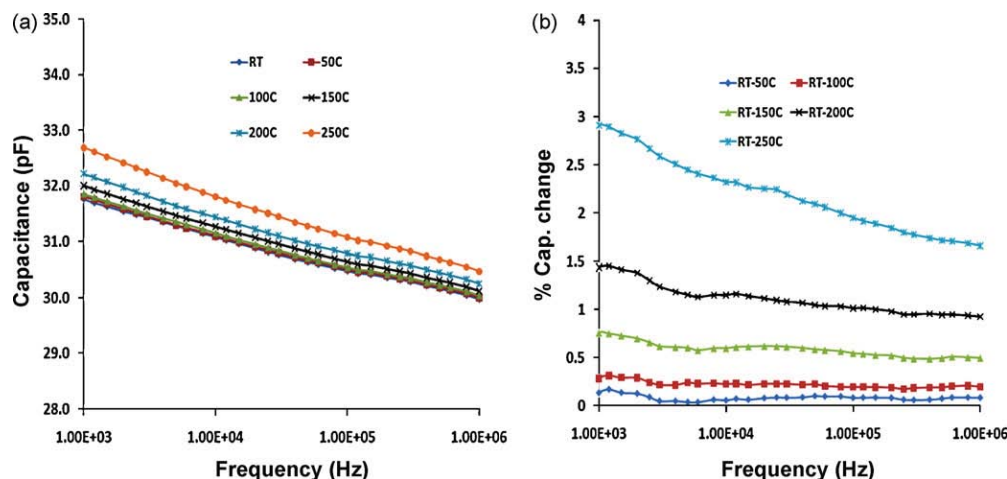 (a)
35.0
34.0
33.0
32.0
31.0
30.0
29.0
28.0
Capacitance (pF)
RT 50C
100C 150C
200C 250C
1.00E+03 1.00E+04 1.00E+05 1.00E+06
Frequency (Hz)
(b)
4
3.5
3
2.5
2
1.5
1
0.5
0
% Cap. change
RT-50C RT-100C
RT-150C RT-200C
RT-250C
1.00E+03 1.00E+04 1.00E+05 1.00E+06
Frequency (Hz)